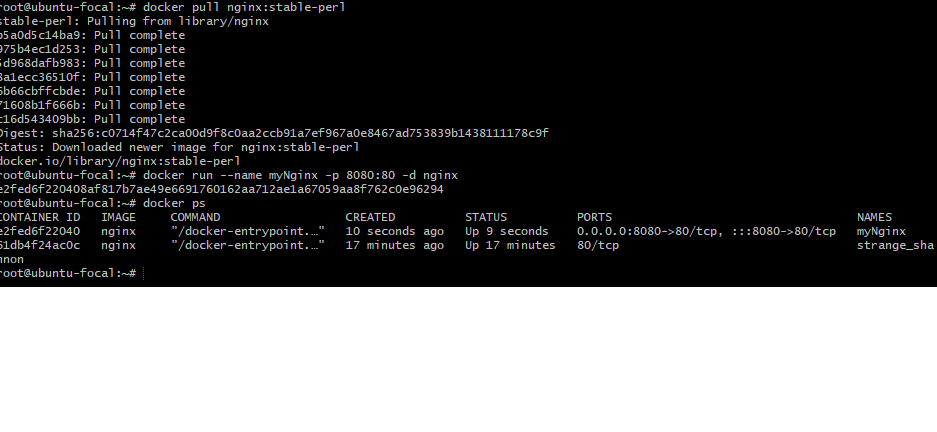 root@ubuntu-focal:~# docker pull nginx:stable-perl
stable-perl: Pulling from library/nginx
b5a0d5c14ba9: Pull complete
975b4ec1d253: Pull complete
5d968dafb983: Pull complete
8a1ecc36510f: Pull complete
6b66cbffcbde: Pull complete
71608b1f666b: Pull complete
c16d543409bb: Pull complete
Digest: sha256:c0714f47c2ca00d9f8c0aa2ccb91a7ef967a0e8467ad753839b1438111178c9f
Status: Downloaded newer image for nginx:stable-perl
docker.io/library/nginx:stable-perl
root@ubuntu-focal:~# docker run --name myNginx -p 8080:80 -d nginx
e2fed6f220408af817b7ae49e6691760162aa712ae1a67059aa8f762c0e96294
root@ubuntu-focal:~# docker ps
CONTAINER ID   IMAGE     COMMAND                  CREATED          STATUS          PORTS                                   NAMES
e2fed6f22040   nginx     "/docker-entrypoint.…"   10 seconds ago   Up 9 seconds    0.0.0.0:8080->80/tcp, :::8080->80/tcp   myNginx
61db4f24ac0c   nginx     "/docker-entrypoint.…"   17 minutes ago   Up 17 minutes   80/tcp                                  strange_sha
nnon
root@ubuntu-focal:~#